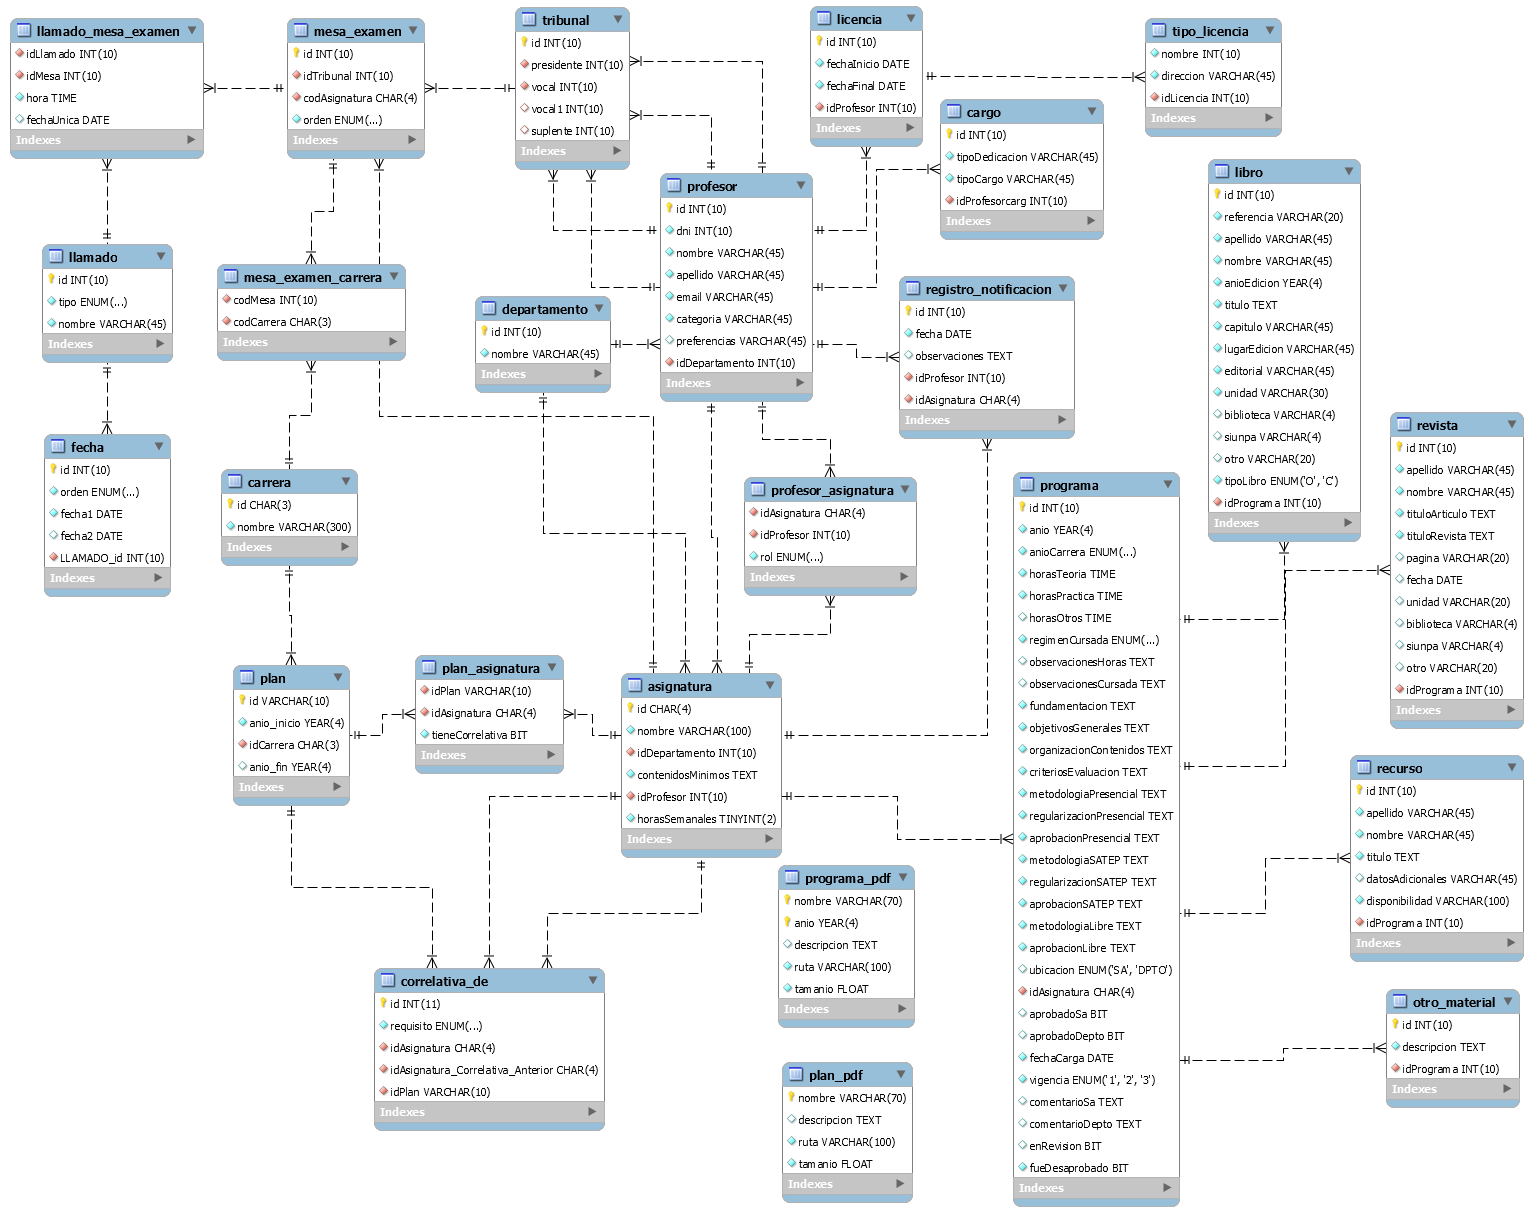 llamado_mesa_examen
idLlamado INT(10)
idMesa INT(10)
hora TIME
fechaUnica DATE
Indexes
mesa_examen
id INT(10)
idTribunal INT(10)
codAsignatura CHAR(4)
orden ENUM(...)
Indexes
tribunal
id INT(10)
presidente INT(10)
vocal INT(10)
vocal1 INT(10)
suplente INT(10)
Indexes
licencia
id INT(10)
fechaInicio DATE
fechaFinal DATE
idProfesor INT(10)
Indexes
tipo_licencia
nombre INT(10)
direccion VARCHAR(45)
idLicencia INT(10)
Indexes
cargo
id INT(10)
tipoDedicacion VARCHAR(45)
tipoCargo VARCHAR(45)
idProfesorcarg INT(10)
Indexes
profesor
id INT(10)
dni INT(10)
nombre VARCHAR(45)
apellido VARCHAR(45)
email VARCHAR(45)
categoria VARCHAR(45)
preferencias VARCHAR(45)
idDepartamento INT(10)
Indexes
libro
id INT(10)
referencia VARCHAR(20)
apellido VARCHAR(45)
nombre VARCHAR(45)
anioEdicion YEAR(4)
titulo TEXT
capitulo VARCHAR(45)
lugarEdicion VARCHAR(45)
editorial VARCHAR(45)
unidad VARCHAR(30)
biblioteca VARCHAR(4)
siunpa VARCHAR(4)
otro VARCHAR(20)
tipoLibro ENUM('O', 'C')
idPrograma INT(10)
Indexes
llamado
id INT(10)
tipo ENUM(...)
nombre VARCHAR(45)
Indexes
mesa_examen_carrera
codMesa INT(10)
codCarrera CHAR(3)
Indexes
departamento
id INT(10)
nombre VARCHAR(45)
Indexes
registro_notificacion
id INT(10)
fecha DATE
observaciones TEXT
idProfesor INT(10)
idAsignatura CHAR(4)
Indexes
fecha
id INT(10)
orden ENUM(...)
fecha1 DATE
fecha2 DATE
LLAMADO_id INT(10)
Indexes
carrera
id CHAR(3)
nombre VARCHAR(300)
Indexes
profesor_asignatura
idAsignatura CHAR(4)
idProfesor INT(10)
rol ENUM(...)
Indexes
programa
id INT(10)
anio YEAR(4)
anioCarrera ENUM(...)
horasTeoria TIME
horasPractica TIME
horasOtros TIME
regimenCursada ENUM(...)
observacionesHoras TEXT
observacionesCursada TEXT
fundamentacion TEXT
objetivosGenerales TEXT
organizacionContenidos TEXT
criteriosEvaluacion TEXT
metodologiaPresencial TEXT
regularizacionPresencial TEXT
aprobacionPresencial TEXT
metodologiaSATEP TEXT
regularizacionSATEP TEXT
aprobacionSATEP TEXT
metodologiaLibre TEXT
aprobacionLibre TEXT
ubicacion ENUM('SA', 'DPTO')
idAsignatura CHAR(4)
aprobadoSa BIT
aprobadoDepto BIT
fechaCarga DATE
vigencia ENUM('1', '2', '3')
comentarioSa TEXT
comentarioDepto TEXT
enRevision BIT
fueDesaprobado BIT
Indexes
revista
id INT(10)
apellido VARCHAR(45)
nombre VARCHAR(45)
tituloArticulo TEXT
tituloRevista TEXT
pagina VARCHAR(20)
fecha DATE
unidad VARCHAR(20)
biblioteca VARCHAR(4)
siunpa VARCHAR(4)
otro VARCHAR(20)
idPrograma INT(10)
Indexes
plan
id VARCHAR(10)
anio_inicio YEAR(4)
idCarrera CHAR(3)
anio_fin YEAR(4)
Indexes
plan_asignatura
idPlan VARCHAR(10)
idAsignatura CHAR(4)
tieneCorrelativa BIT
Indexes
asignatura
id CHAR(4)
nombre VARCHAR(100)
idDepartamento INT(10)
contenidosMinimos TEXT
idProfesor INT(10)
horasSemanales TINYINT(2)
Indexes
recurso
id INT(10)
apellido VARCHAR(45)
nombre VARCHAR(45)
titulo TEXT
datosAdicionales VARCHAR(45)
disponibilidad VARCHAR(100)
idPrograma INT(10)
Indexes
programa_pdf
nombre VARCHAR(70)
anio YEAR(4)
descripcion TEXT
ruta VARCHAR(100)
tamanio FLOAT
Indexes
correlativa_de
id INT(11)
requisito ENUM(...)
idAsignatura CHAR(4)
idAsignatura_Correlativa_Anterior CHAR(4)
idPlan VARCHAR(10)
Indexes
otro_material
id INT(10)
descripcion TEXT
idPrograma INT(10)
Indexes
plan_pdf
nombre VARCHAR(70)
descripcion TEXT
ruta VARCHAR(100)
tamanio FLOAT
Indexes